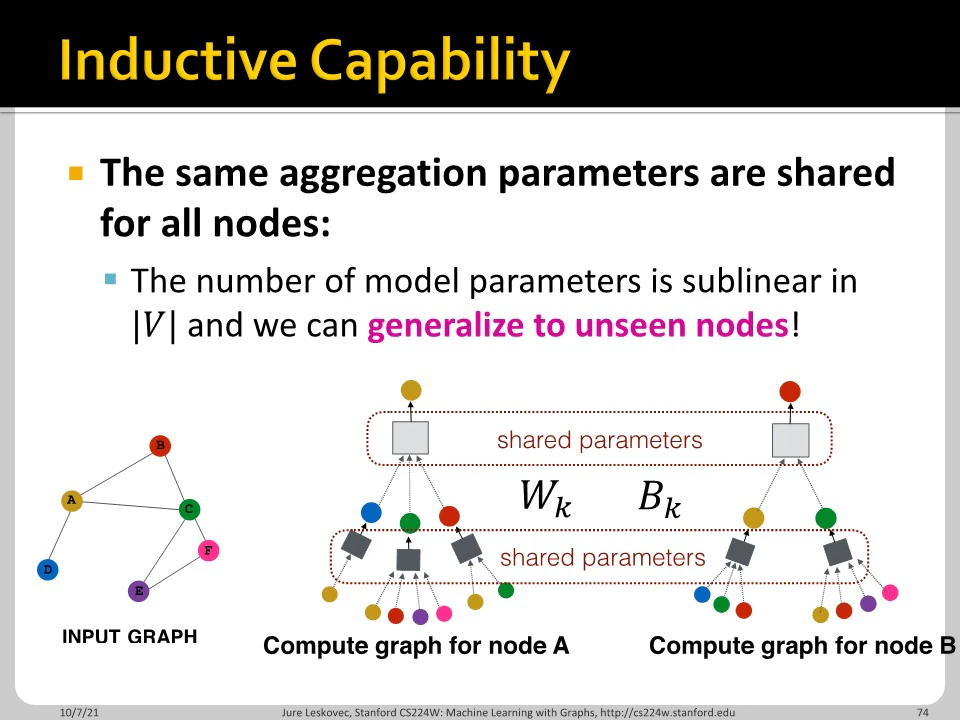 Inductive Capability
The same aggregation parameters are shared
for all nodes:
The number of model parameters is sublinear in
|𝑉| and we can generalize to unseen nodes!
B
A
C
F
D
E
INPUT GRAPH
shared parameters
𝑊𝑘 𝐵𝑘
shared parameters
Compute graph for node A
Compute graph for node B
10/7/21
Jure Leskovec, Stanford CS224W: Machine Learning with Graphs, http://cs224w.stanford.edu
74